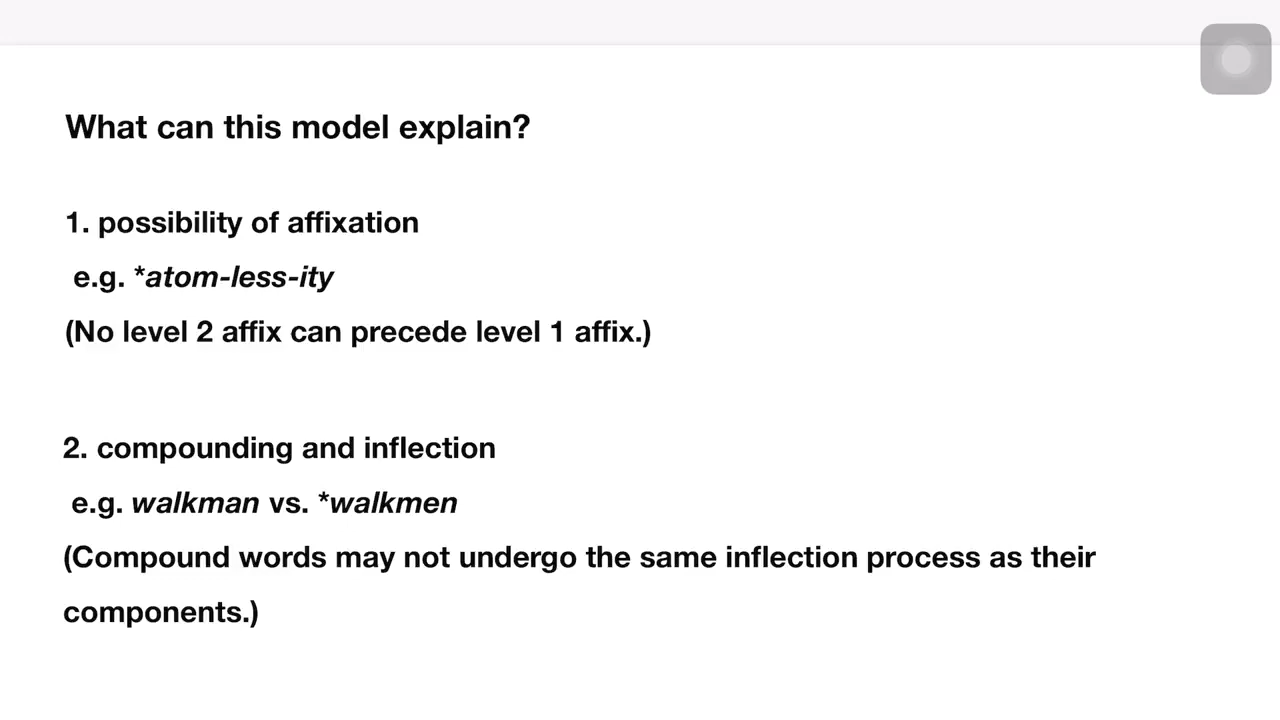 What can this model explain?
1. possibility of affixation
e.g. *atom-less-ity
(No level 2 affix can precede level 1 affix.)
2. compounding and inflection
e.g. walkman vs. *walkmen
(Compound words may not undergo the same inflection process as their
components.)